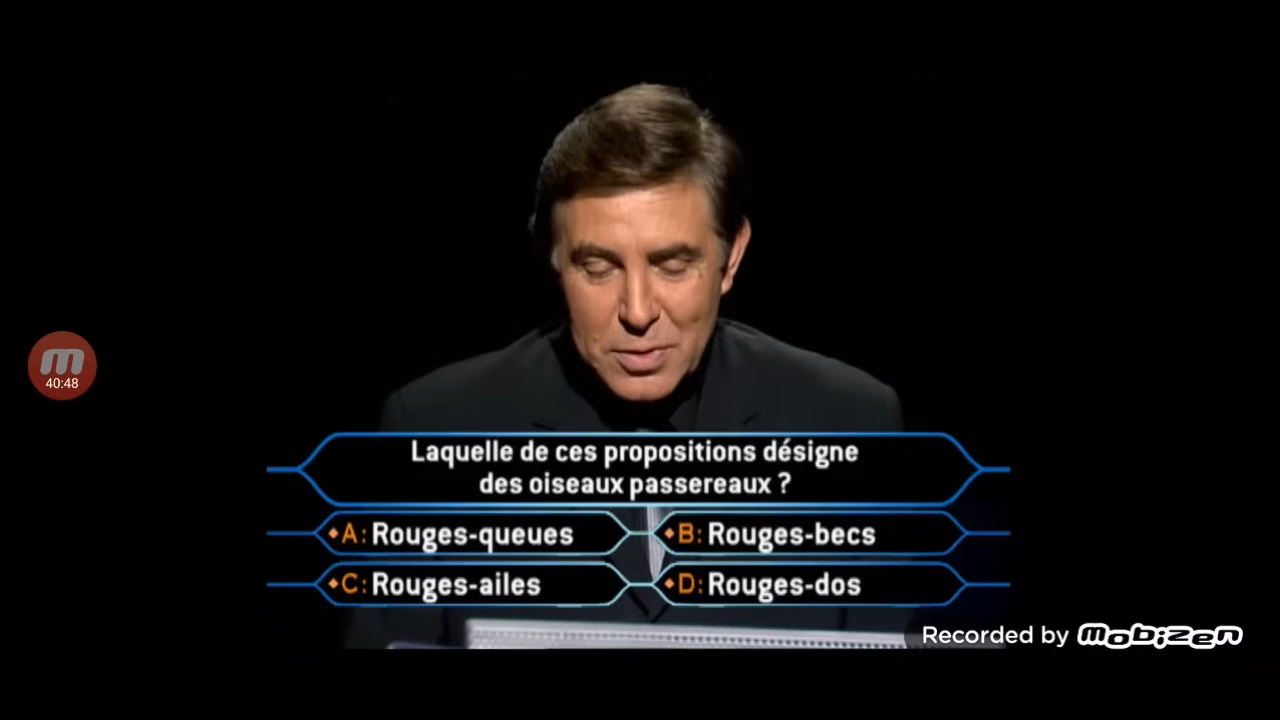 Laquelle de ces propositions désigne
des oiseaux passereaux ?
A: Rouges-queues
B: Rouges-becs
C: Rouges-ailes
D: Rouges-dos
40:48
Recorded by mobizen